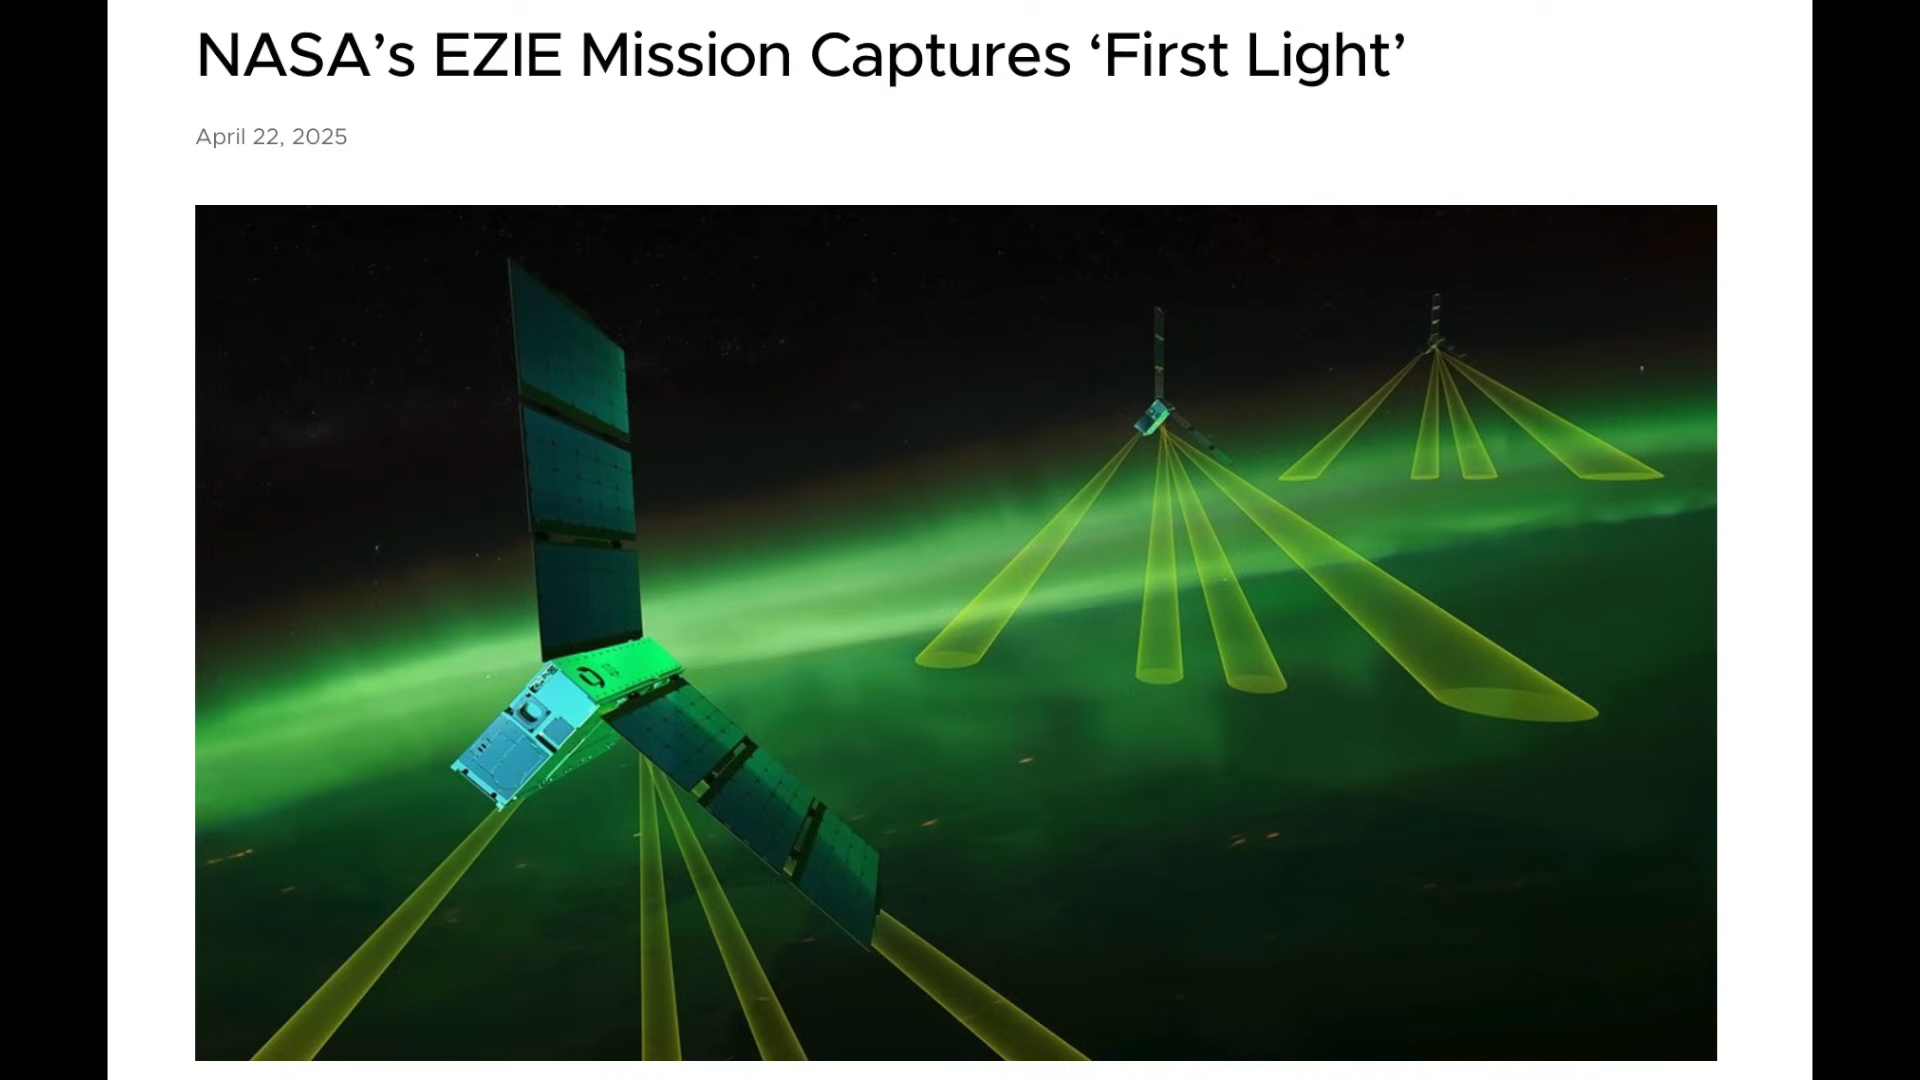 NASA’s EZIE Mission Captures ‘First Light’
April 22, 2025